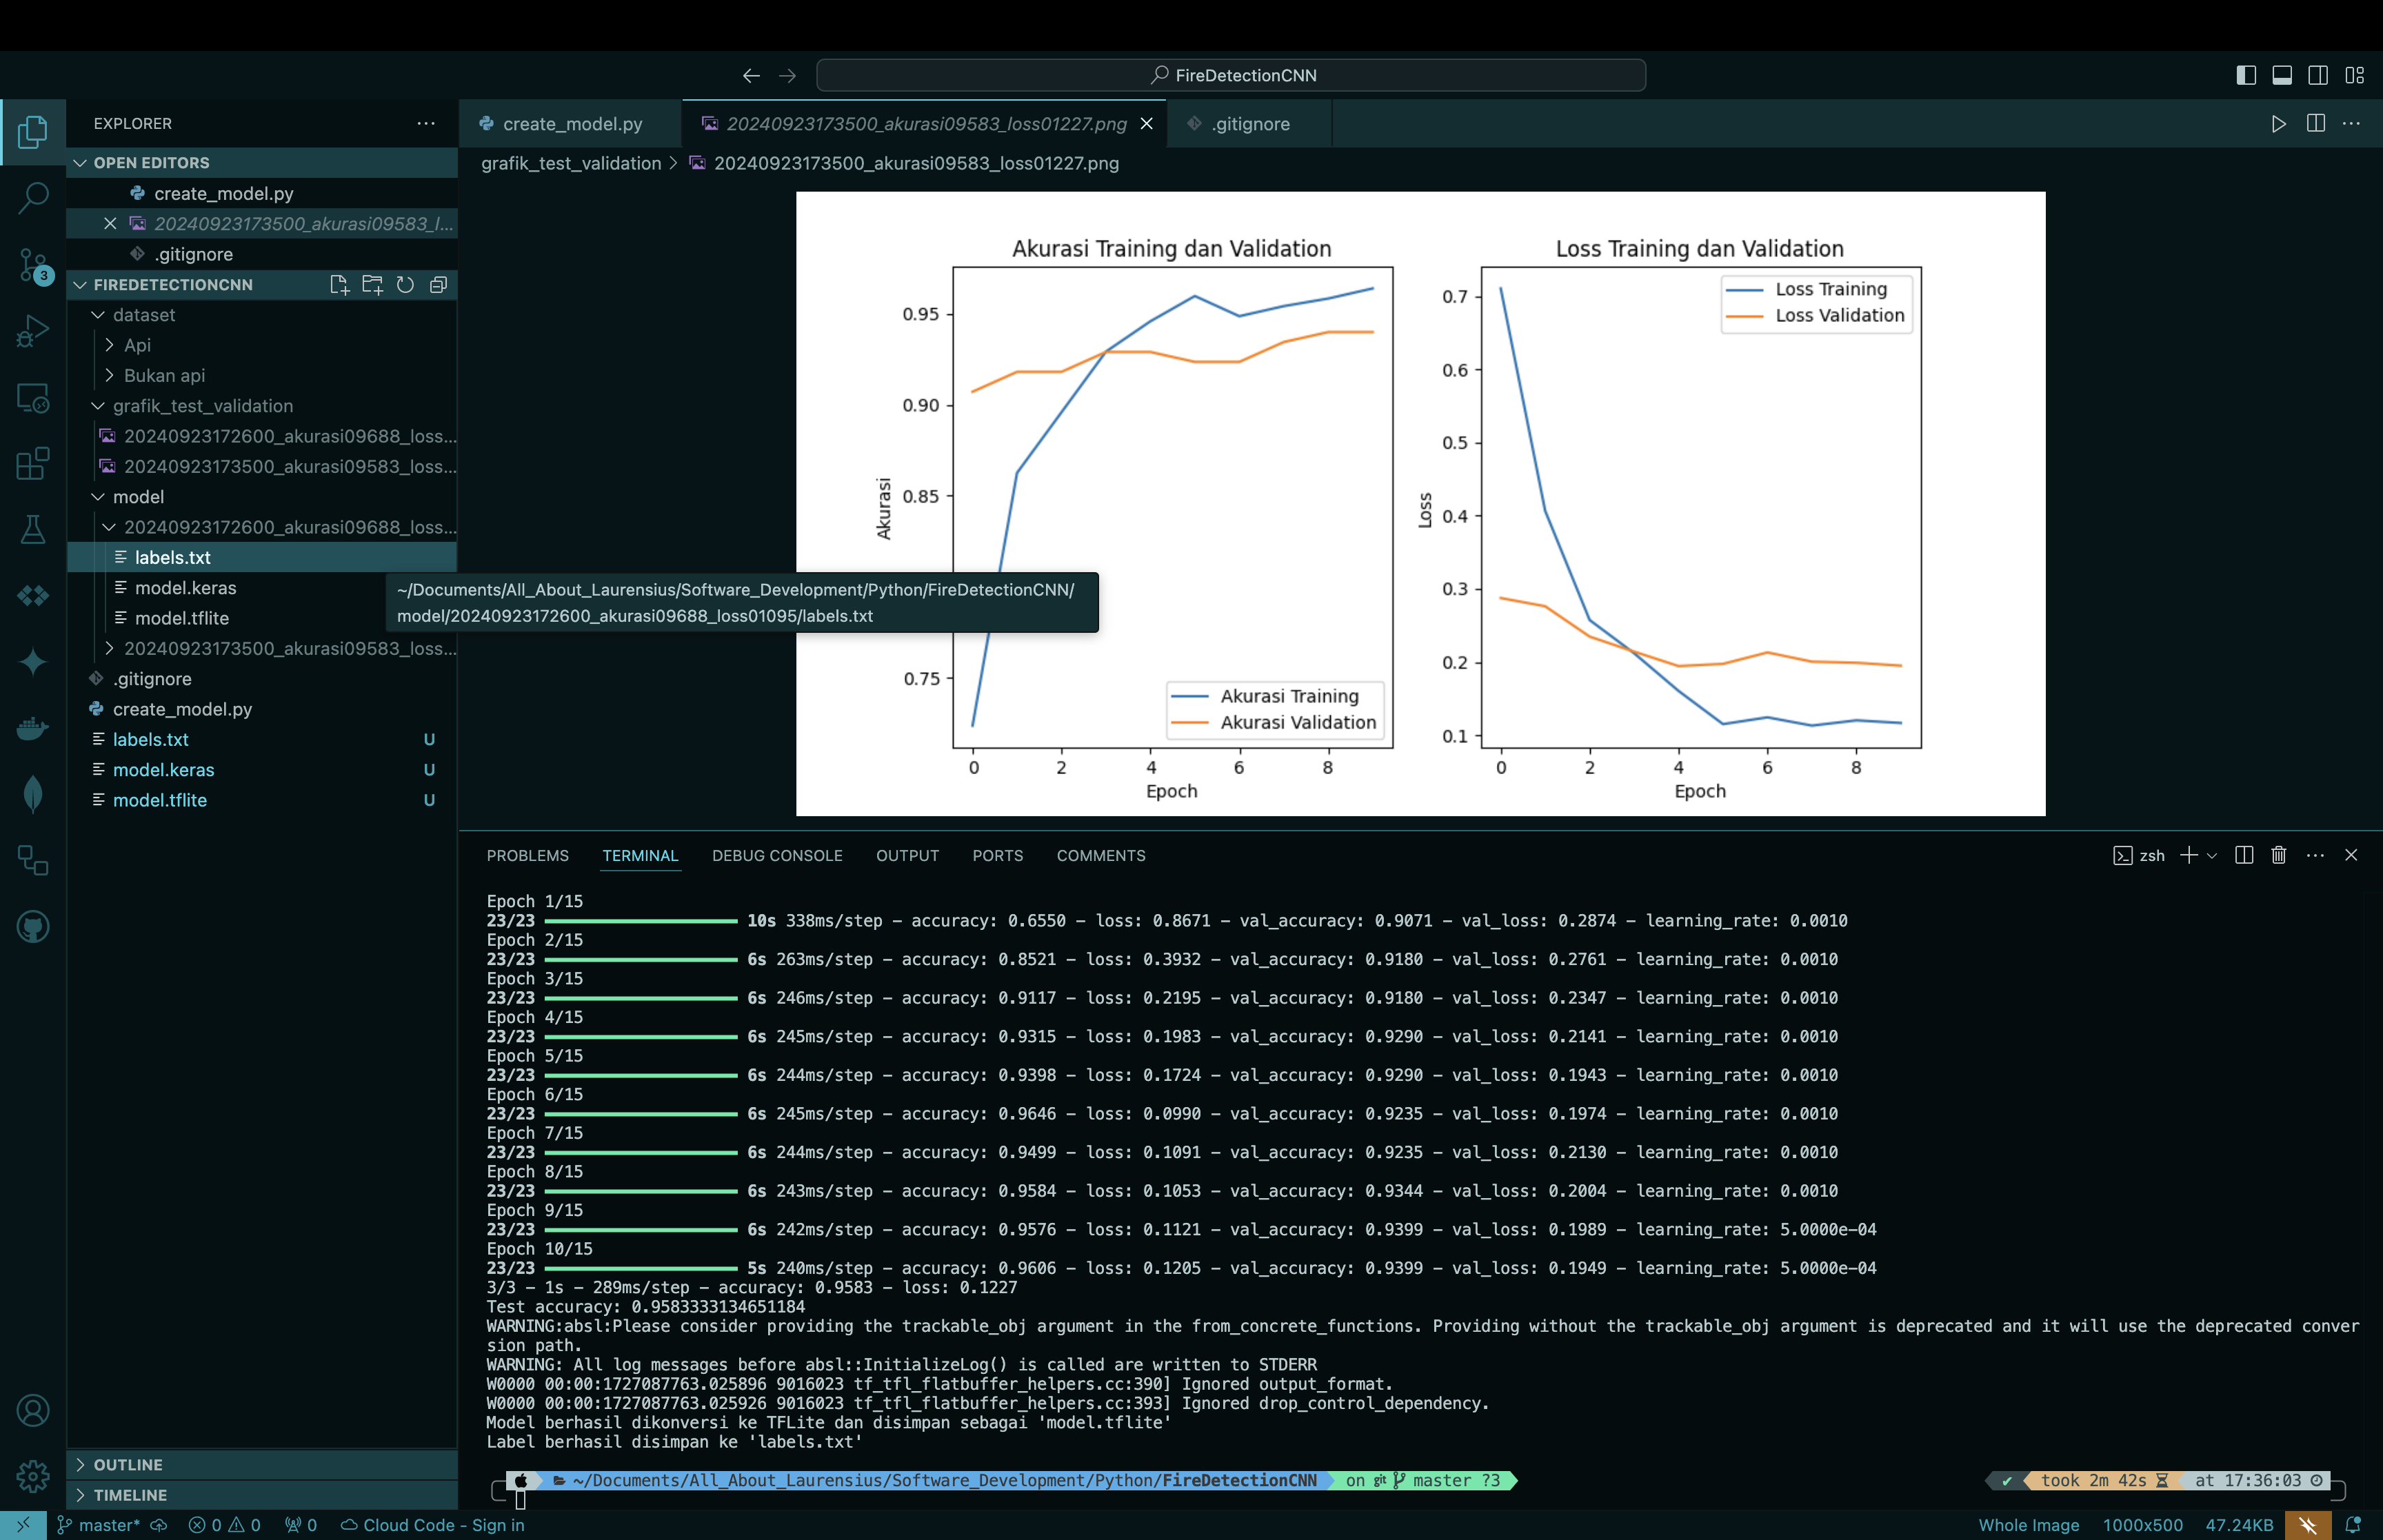 FireDetectionCNN
EXPLORER
OPEN EDITORS
create_model.py
20240923173500_akurasi09583_l...
.gitignore
FIREDETECTIONCNN
dataset
Api
Bukan api
grafik_test_validation
20240923172600_akurasi09688_loss...
20240923173500_akurasi09583_loss...
model
20240923172600_akurasi09688_loss...
labels.txt
model.keras
model.tflite
20240923173500_akurasi09583_loss...
.gitignore
create_model.py
labels.txt U
model.keras U
model.tflite U
OUTLINE
TIMELINE
3
create_model.py
20240923173500_akurasi09583_loss01227.png
.gitignore
grafik_test_validation > 20240923173500_akurasi09583_loss01227.png
Akurasi Training dan Validation
Akurasi
0.95
0.90
0.85
0.75
0 2 4 6 8
Epoch
Akurasi Training
Akurasi Validation
Loss Training dan Validation
Loss
0.7
0.6
0.5
0.4
0.3
0.2
0.1
0 2 4 6 8
Epoch
Loss Training
Loss Validation
~/Documents/All_About_Laurensius/Software_Development/Python/FireDetectionCNN/
model/20240923172600_akurasi09688_loss01095/labels.txt
PROBLEMS TERMINAL DEBUG CONSOLE OUTPUT PORTS COMMENTS
zsh
Epoch 1/15
23/23 10s 338ms/step - accuracy: 0.6550 - loss: 0.8671 - val_accuracy: 0.9071 - val_loss: 0.2874 - learning_rate: 0.0010
Epoch 2/15
23/23 6s 263ms/step - accuracy: 0.8521 - loss: 0.3932 - val_accuracy: 0.9180 - val_loss: 0.2761 - learning_rate: 0.0010
Epoch 3/15
23/23 6s 246ms/step - accuracy: 0.9117 - loss: 0.2195 - val_accuracy: 0.9180 - val_loss: 0.2347 - learning_rate: 0.0010
Epoch 4/15
23/23 6s 245ms/step - accuracy: 0.9315 - loss: 0.1983 - val_accuracy: 0.9290 - val_loss: 0.2141 - learning_rate: 0.0010
Epoch 5/15
23/23 6s 244ms/step - accuracy: 0.9398 - loss: 0.1724 - val_accuracy: 0.9290 - val_loss: 0.1943 - learning_rate: 0.0010
Epoch 6/15
23/23 6s 245ms/step - accuracy: 0.9646 - loss: 0.0990 - val_accuracy: 0.9235 - val_loss: 0.1974 - learning_rate: 0.0010
Epoch 7/15
23/23 6s 244ms/step - accuracy: 0.9499 - loss: 0.1091 - val_accuracy: 0.9235 - val_loss: 0.2130 - learning_rate: 0.0010
Epoch 8/15
23/23 6s 243ms/step - accuracy: 0.9584 - loss: 0.1053 - val_accuracy: 0.9344 - val_loss: 0.2004 - learning_rate: 0.0010
Epoch 9/15
23/23 6s 242ms/step - accuracy: 0.9576 - loss: 0.1121 - val_accuracy: 0.9399 - val_loss: 0.1989 - learning_rate: 5.0000e-04
Epoch 10/15
23/23 5s 240ms/step - accuracy: 0.9606 - loss: 0.1205 - val_accuracy: 0.9399 - val_loss: 0.1949 - learning_rate: 5.0000e-04
3/3 - 1s - 289ms/step - accuracy: 0.9583 - loss: 0.1227
Test accuracy: 0.9583333134651184
WARNING:absl:Please consider providing the trackable_obj argument in the from_concrete_functions. Providing without the trackable_obj argument is deprecated and it will use the deprecated conver
sion path.
WARNING: All log messages before absl::InitializeLog() is called are written to STDERR
W0000 00:00:1727087763.025896 9016023 tf_tfl_flatbuffer_helpers.cc:390] Ignored output_format.
W0000 00:00:1727087763.025926 9016023 tf_tfl_flatbuffer_helpers.cc:393] Ignored drop_control_dependency.
Model berhasil dikonversi ke TFLite dan disimpan sebagai 'model.tflite'
Label berhasil disimpan ke 'labels.txt'
~/Documents/All_About_Laurensius/Software_Development/Python/FireDetectionCNN on git master ?3 took 2m 42s at 17:36:03
master* 0 0 0 Cloud Code - Sign in Whole Image 1000x500 47.24KB